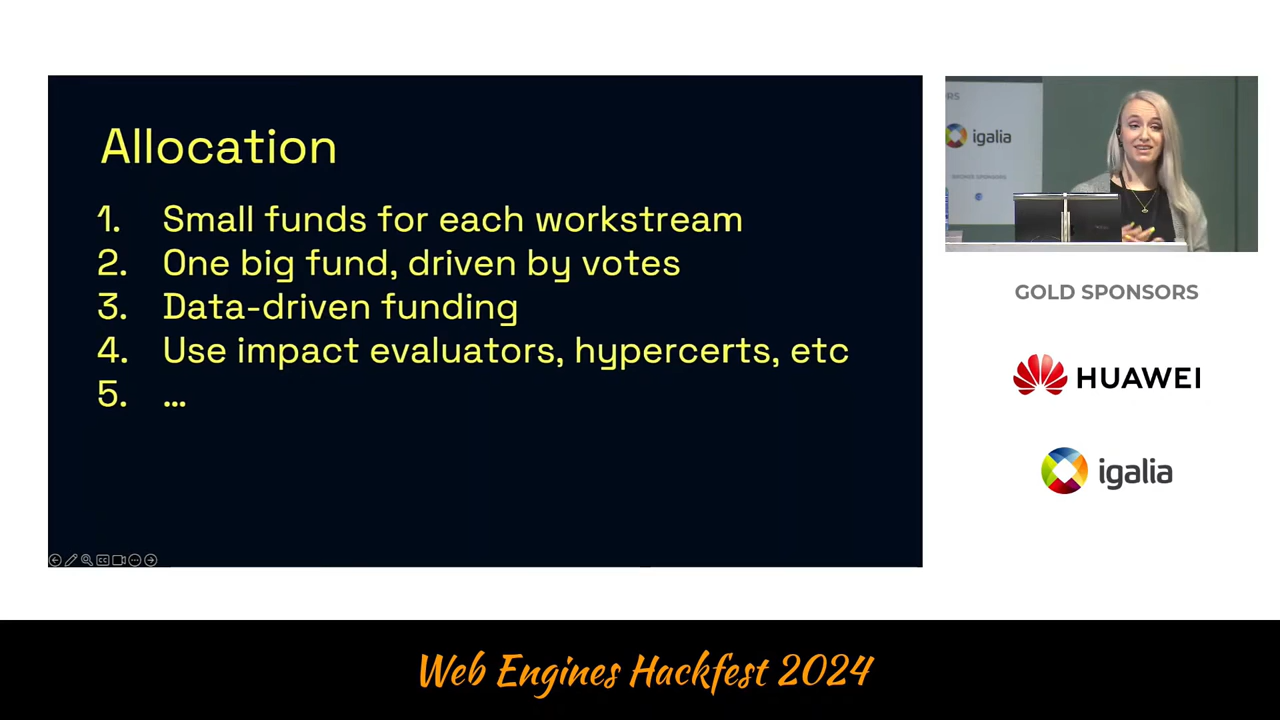 Allocation
1. Small funds for each workstream
2. One big fund, driven by votes
3. Data-driven funding
4. Use impact evaluators, hypercerts, etc
5. ...
igalia
GOLD SPONSORS
HUAWEI
igalia
Web Engines Hackfest 2024